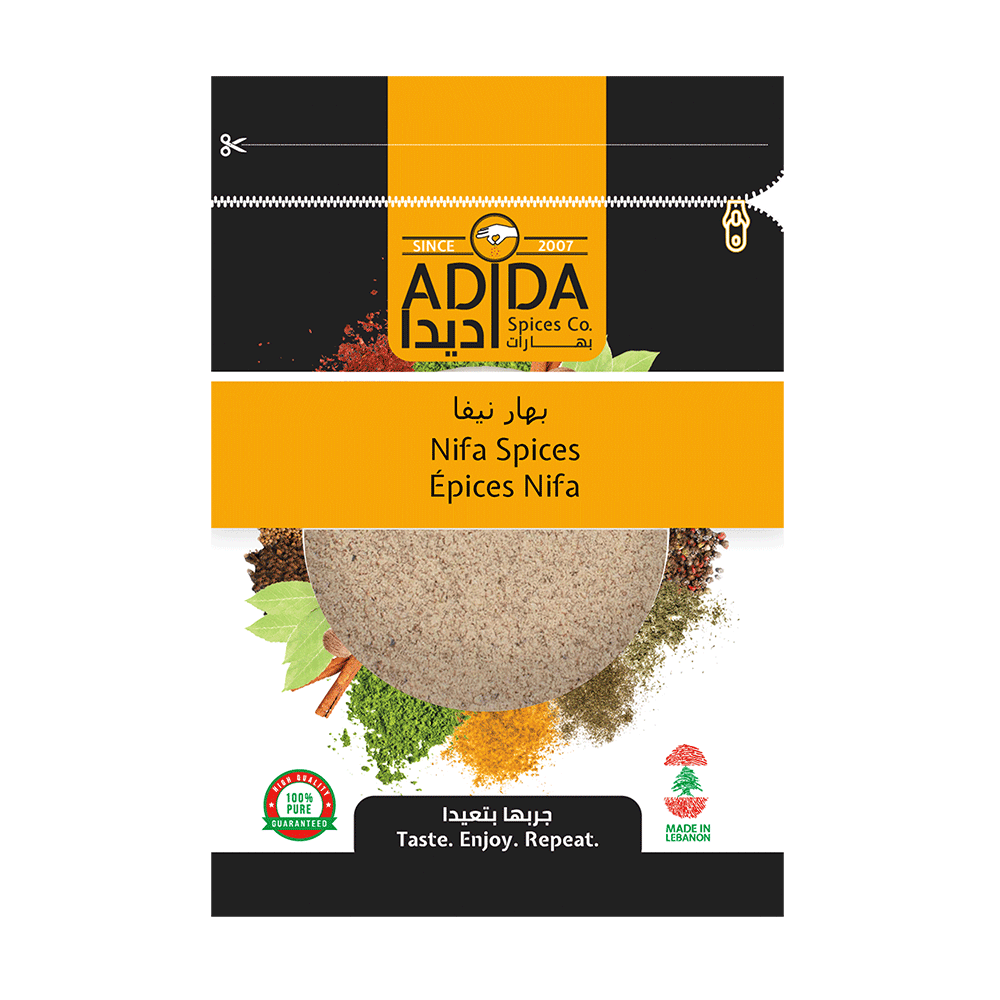 SINCE 2007
ADIDA
اديدا
Spices Co.
بهارات
بهار نيفا
Nifa Spices
Épices Nifa
HIGH QUALITY
100%
PURE
GUARANTEED
جربها بتعيدا
Taste. Enjoy. Repeat.
MADE IN
LEBANON